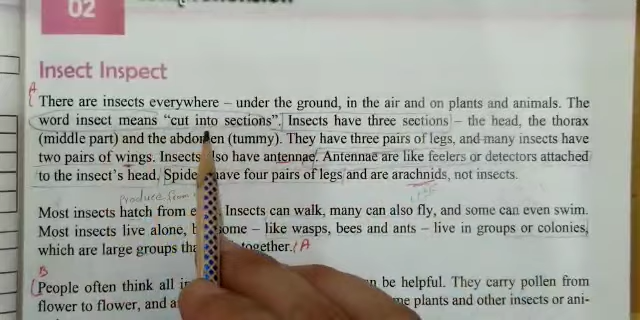 02
Insect Inspect
A
There are insects everywhere – under the ground, in the air and on plants and animals. The
word insect means “cut into sections”. Insects have three sections – the head, the thorax
(middle part) and the abdomen (tummy). They have three pairs of legs, and many insects have
two pairs of wings. Insects also have antennae. Antennae are like feelers or detectors attached
to the insect's head. have four pairs of legs and are arachnids, not insects.
produce from
Most insects hatch from Insects can walk, many can also fly, and some can even swim.
Most insects live alone, some – like wasps, bees and ants – live in groups or colonies,
which are large groups together. A
B
People often think all be helpful. They carry pollen from
flower to flower, and plants and other insects or ani-